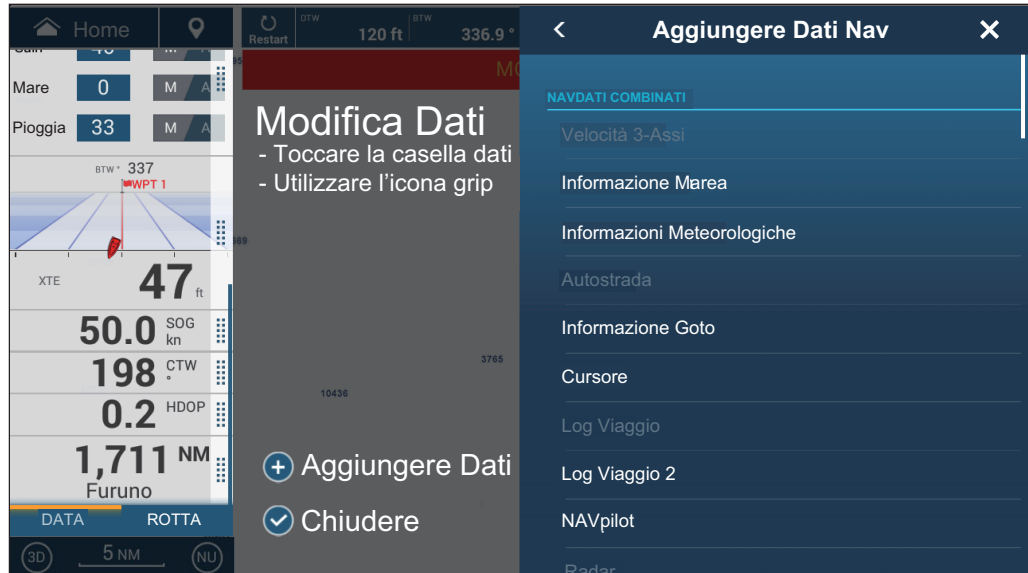 Home
Gain 40 M A
Mare 0 M A
Pioggia 33 M A
BTW ° 337
WPT 1
XTE 47 ft
50.0 SOG kn
198 CTW °
0.2 HDOP
1,711 NM
Furuno
DATA ROTTA
3D 5 NM NU
Restart
DTW 120 ft
BTW 336.9 °
Modifica Dati
- Toccare la casella dati
- Utilizzare l'icona grip
3765
10436
+ Aggiungere Dati
Chiudere
< Aggiungere Dati Nav X
NAVDATI COMBINATI
Velocità 3-Assi
Informazione Marea
Informazioni Meteorologiche
Autostrada
Informazione Goto
Cursore
Log Viaggio
Log Viaggio 2
NAVpilot
Radar